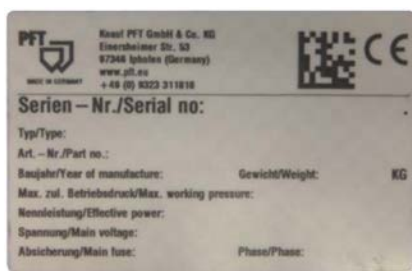 PFT
MADE IN GERMANY
Knauf PFT GmbH & Co. KG
Einersheimer Str. 53
97346 Iphofen (Germany)
www.pft.eu
+49 (0) 9323 311818
CE
Serien – Nr./Serial no:
Typ/Type:
Art. – Nr./Part no.:
Baujahr/Year of manufacture: Gewicht/Weight: KG
Max. zul. Betriebsdruck/Max. working pressure:
Nennleistung/Effective power:
Spannung/Main voltage:
Absicherung/Main fuse: Phase/Phase: